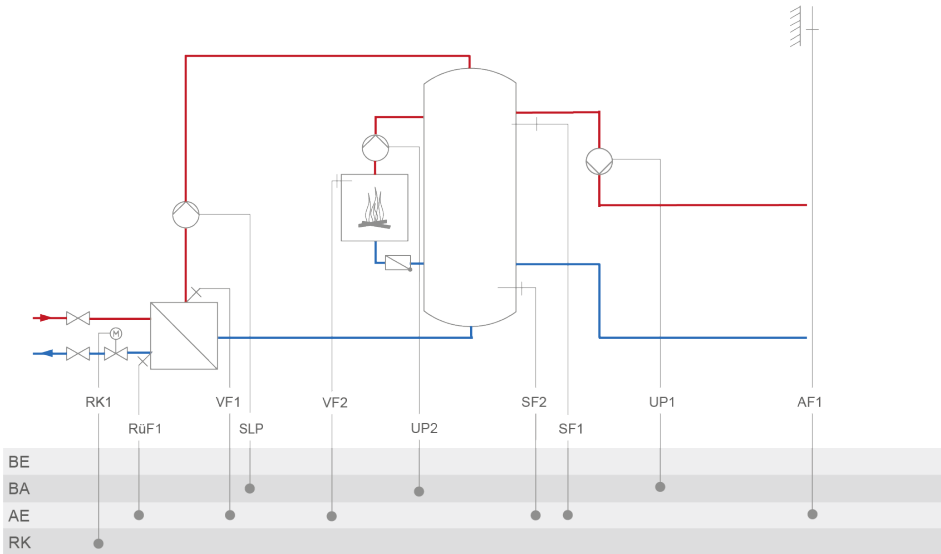 M
RK1 VF1 VF2 SF2 UP1 AF1
RüF1 SLP UP2 SF1
BE
BA
AE
RK